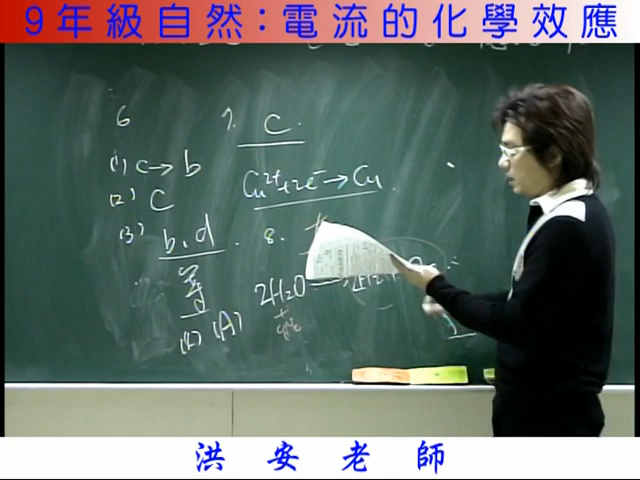 9年級自然:電流的化學效應
6
7. C.
(1) c→b
Cu²⁺+2e⁻→Cu
(2) C
(3) b,d.
8.
2H₂O
(4) (A)
洪安老師